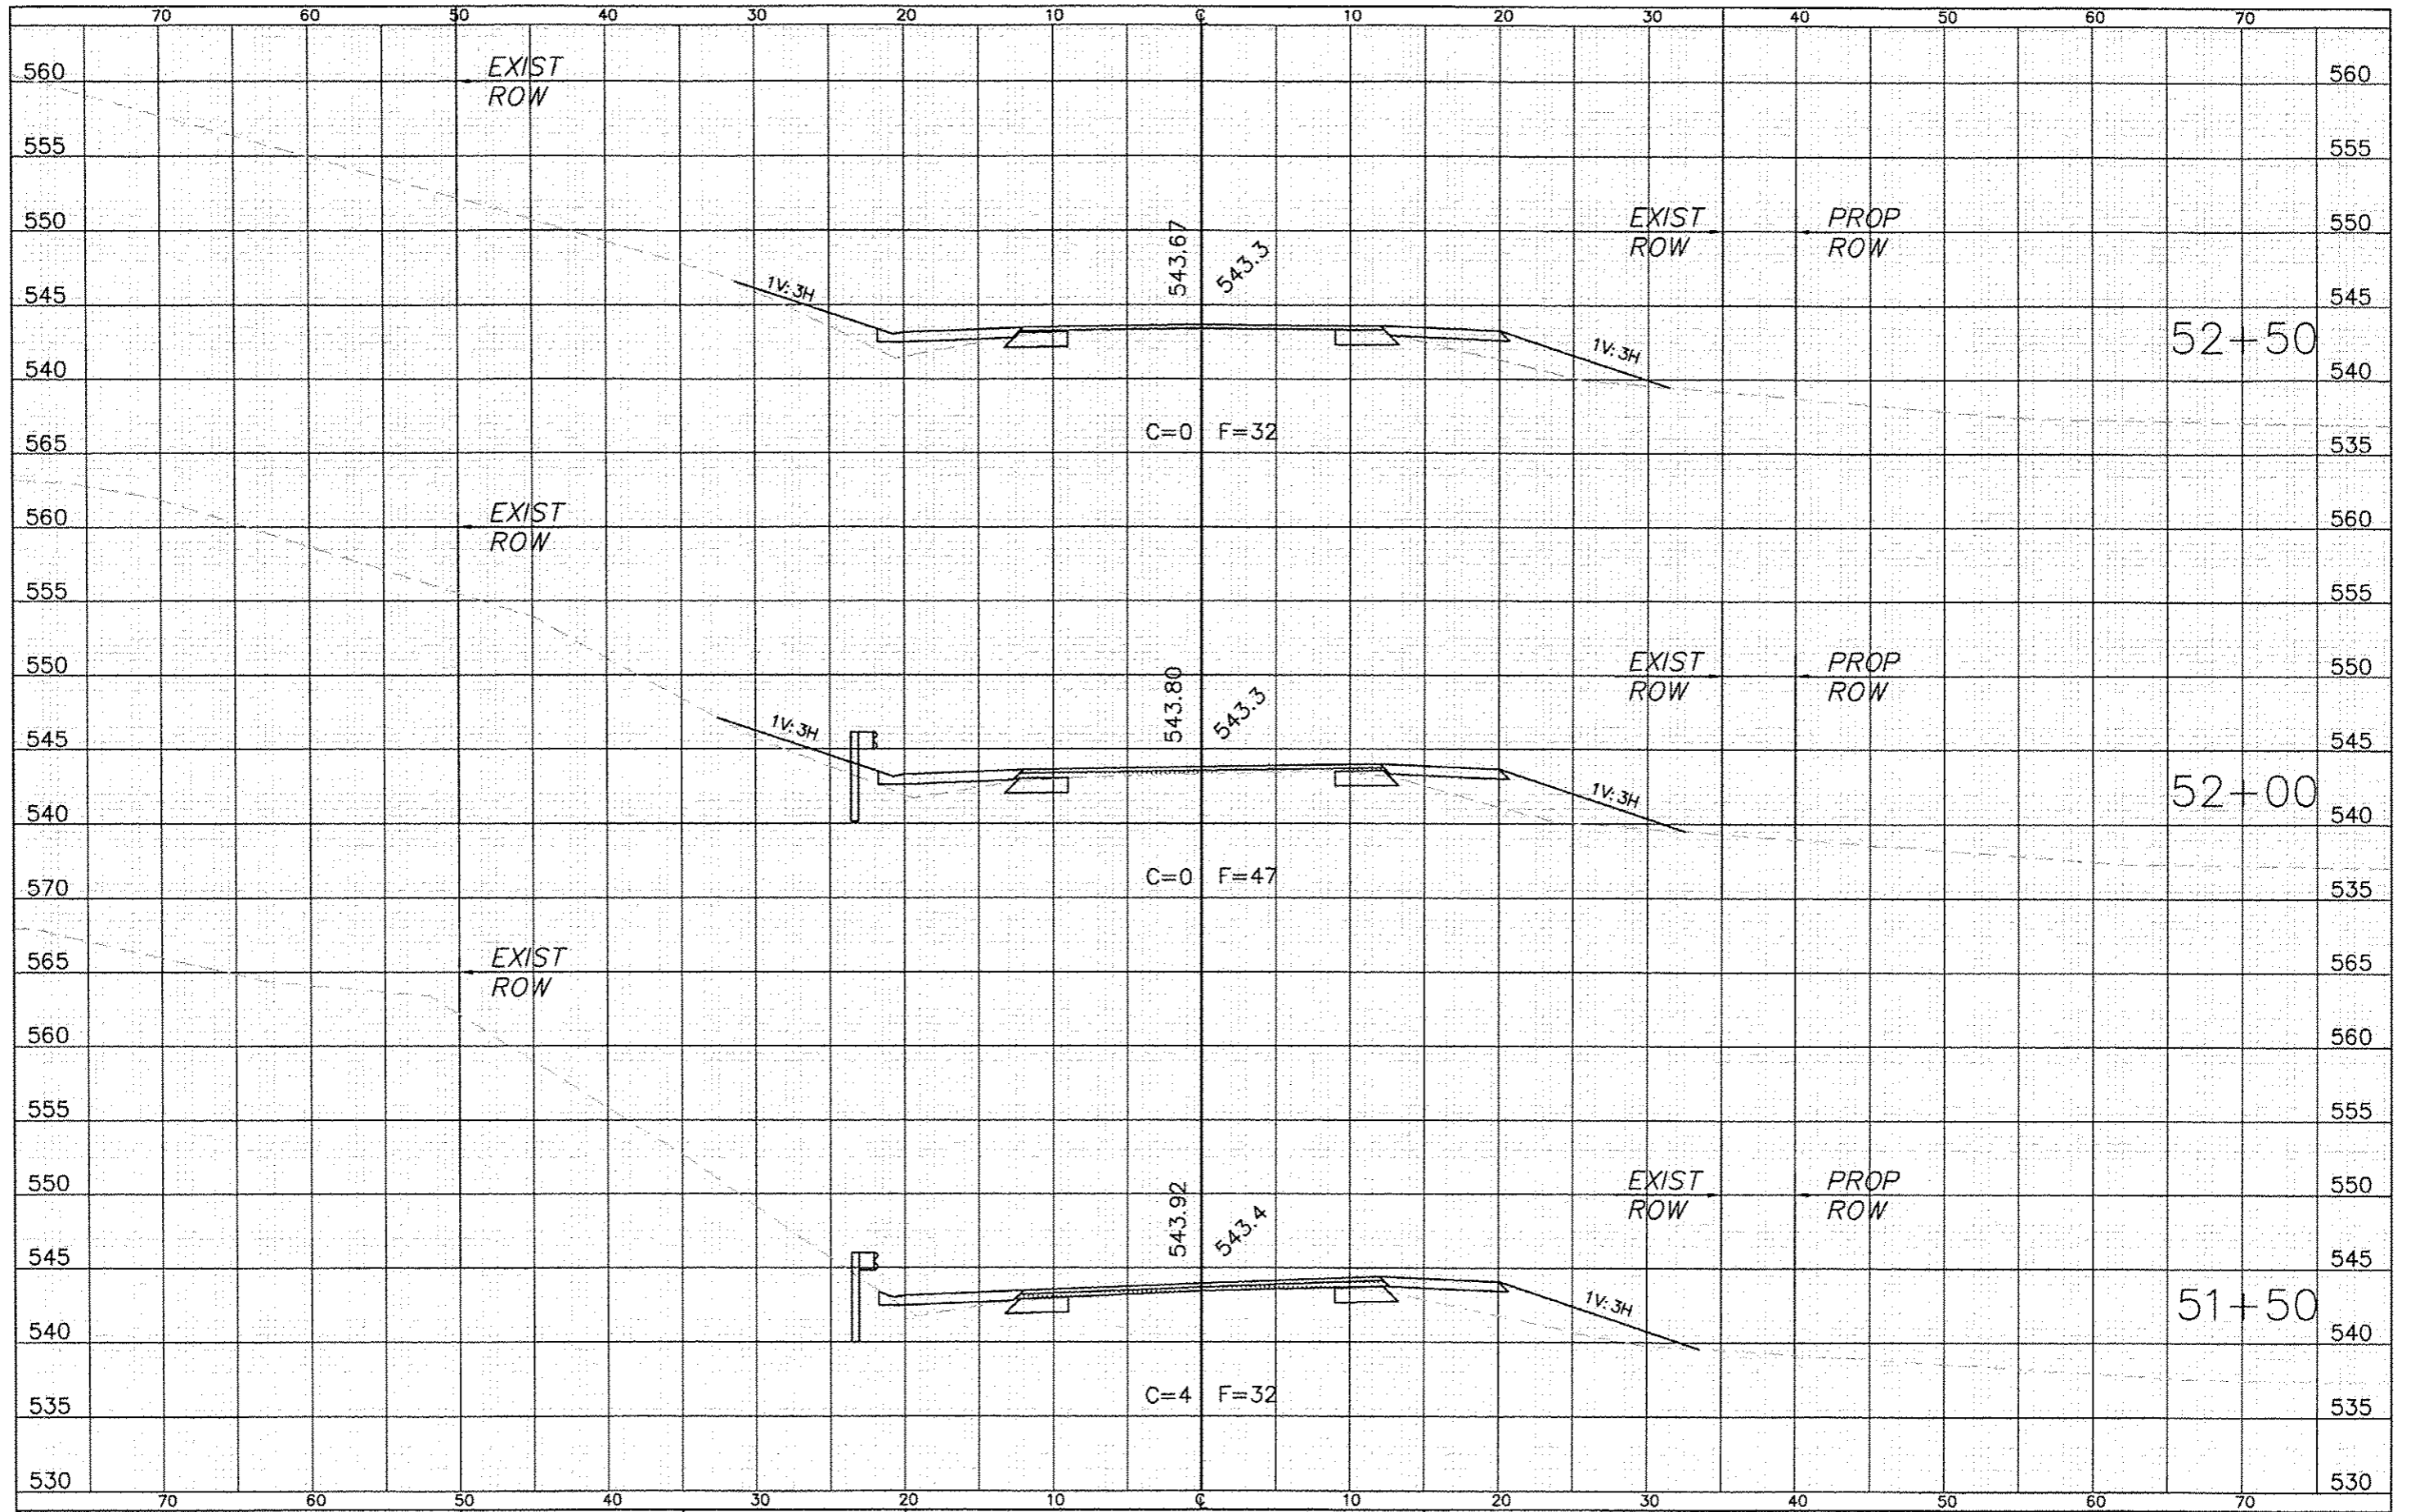 70 60 50 40 30 20 10 ℄ 10 20 30 40 50 60 70
560 EXIST ROW 560
555 555
550 543.67 543.3 EXIST ROW PROP ROW 550
545 1V:3H 545
1V:3H 52+50
540 540
C=0 F=32
565 535
560 EXIST ROW 560
555 555
550 543.80 543.3 EXIST ROW PROP ROW 550
545 1V:3H 545
1V:3H 52+00
540 540
C=0 F=47
570 535
565 EXIST ROW 565
560 560
555 555
550 543.92 543.4 EXIST ROW PROP ROW 550
545 545
1V:3H 51+50
540 540
C=4 F=32
535 535
530 530
70 60 50 40 30 20 10 ℄ 10 20 30 40 50 60 70